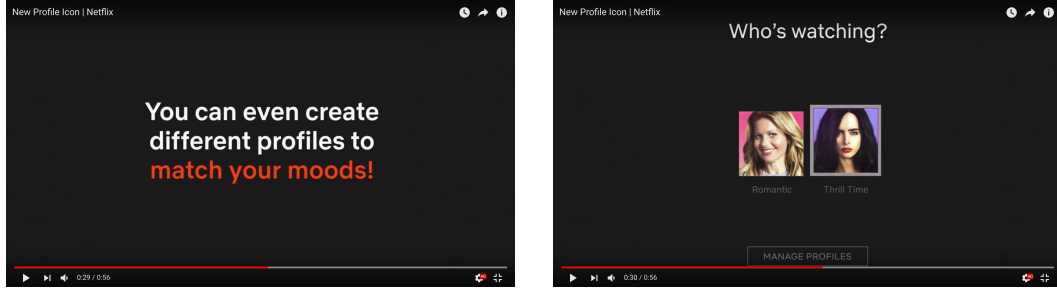 New Profile Icon | Netflix
You can even create
different profiles to
match your moods!
0:29 / 0:56
New Profile Icon | Netflix
Who's watching?
Romantic
Thrill Time
MANAGE PROFILES
0:30 / 0:56